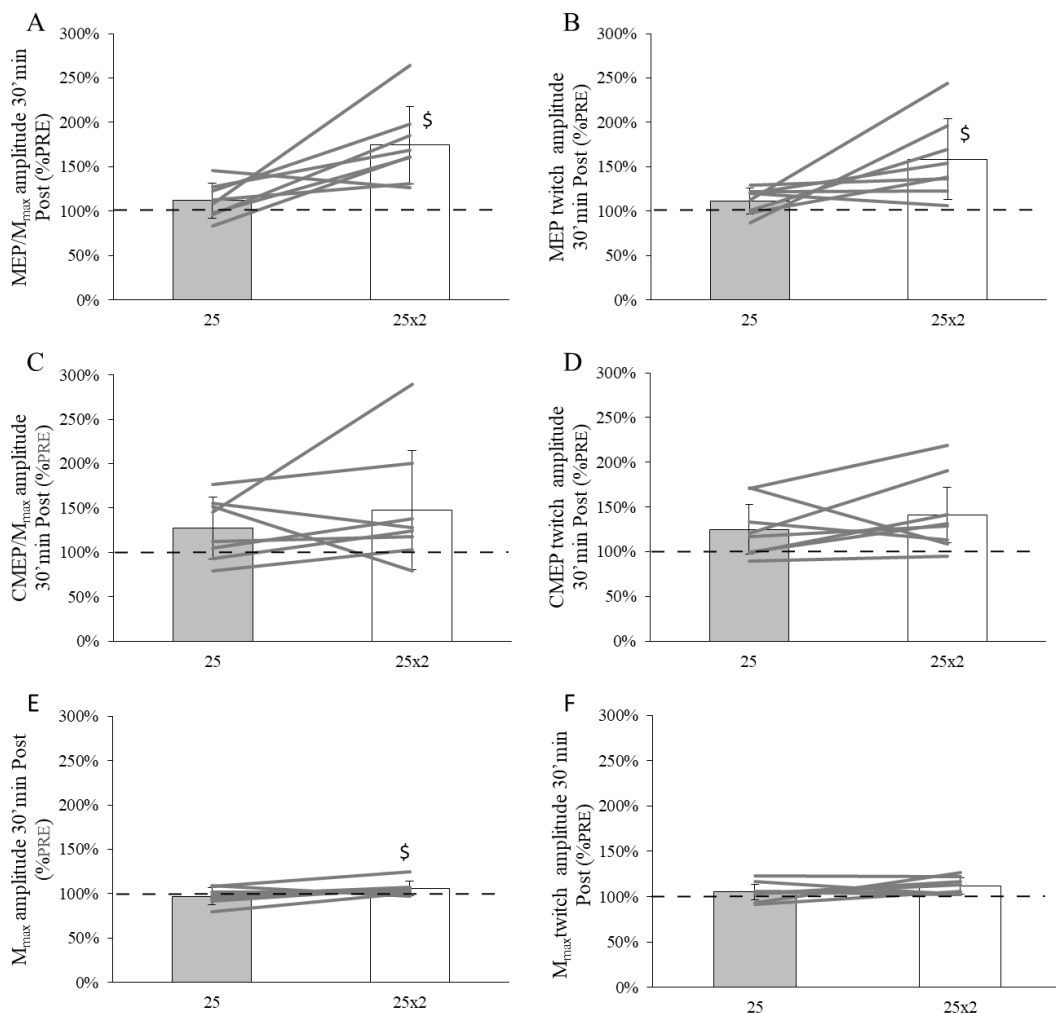 A
MEP/Mmax amplitude 30'min
Post (%PRE)
300%
250%
200%
150%
100%
50%
0%
$
25
25x2
B
MEP twitch amplitude
30'min Post (%PRE)
300%
250%
200%
150%
100%
50%
0%
$
25
25x2
C
CMEP/Mmax amplitude
30'min Post (%PRE)
300%
250%
200%
150%
100%
50%
0%
25
25x2
D
CMEP twitch amplitude
30'min Post (%PRE)
300%
250%
200%
150%
100%
50%
0%
25
25x2
E
Mmax amplitude 30'min Post
(%PRE)
300%
250%
200%
150%
100%
50%
0%
$
25
25x2
F
Mmax twitch amplitude 30'min
Post (%PRE)
300%
250%
200%
150%
100%
50%
0%
25
25x2